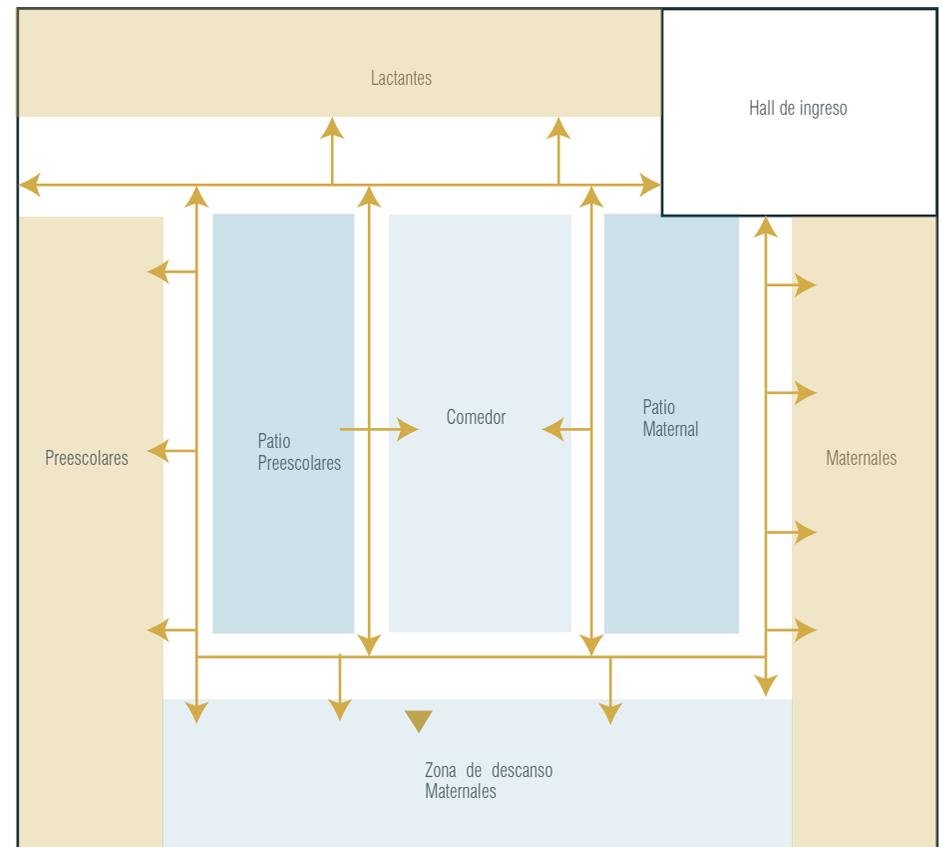 Lactantes
Hall de ingreso
Comedor
Patio
Maternal
Patio
Preescolares
Preescolares
Maternales
Zona de descanso
Maternales